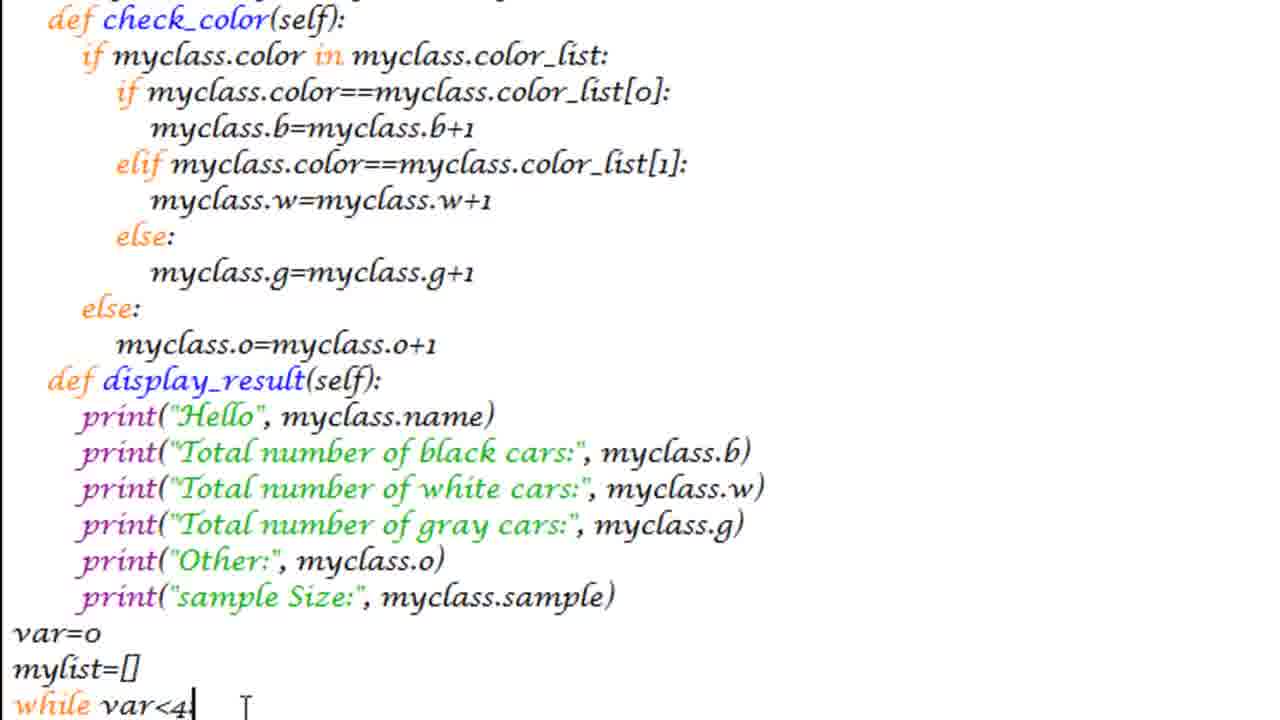 def check_color(self):
if myclass.color in myclass.color_list:
if myclass.color==myclass.color_list[0]:
myclass.b=myclass.b+1
elif myclass.color==myclass.color_list[1]:
myclass.w=myclass.w+1
else:
myclass.g=myclass.g+1
else:
myclass.o=myclass.o+1
def display_result(self):
print("Hello", myclass.name)
print("Total number of black cars:", myclass.b)
print("Total number of white cars:", myclass.w)
print("Total number of gray cars:", myclass.g)
print("Other:", myclass.o)
print("sample Size:", myclass.sample)
var=0
mylist=[]
while var<4: